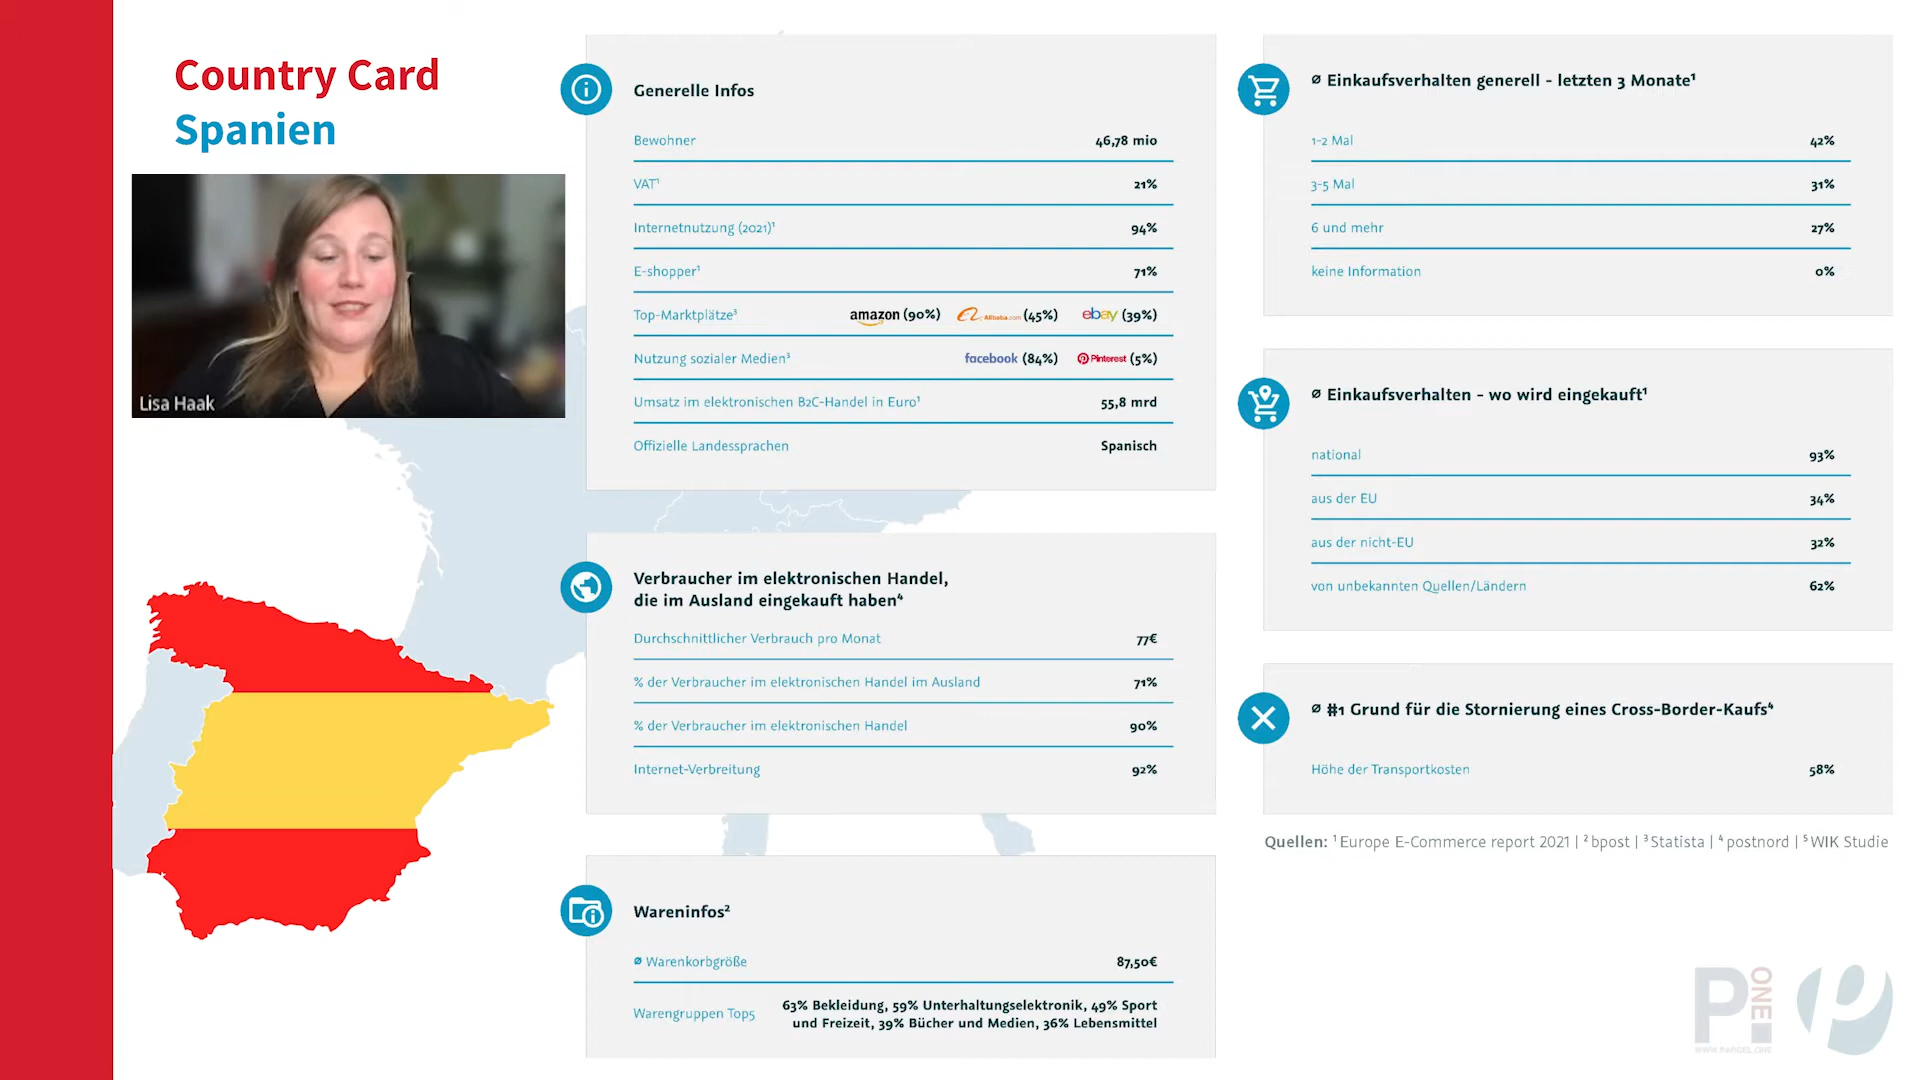 Country Card
Spanien
Lisa Haak
Generelle Infos
Bewohner 46,78 mio
VAT¹ 21%
Internetnutzung (2021)¹ 94%
E-shopper¹ 71%
Top-Marktplätze³ amazon (90%) Alibaba.com (45%) ebay (39%)
Nutzung sozialer Medien³ facebook (84%) Pinterest (5%)
Umsatz im elektronischen B2C-Handel in Euro¹ 55,8 mrd
Offizielle Landessprachen Spanisch
Verbraucher im elektronischen Handel,
die im Ausland eingekauft haben⁴
Durchschnittlicher Verbrauch pro Monat 77€
% der Verbraucher im elektronischen Handel im Ausland 71%
% der Verbraucher im elektronischen Handel 90%
Internet-Verbreitung 92%
Wareninfos²
ø Warenkorbgröße 87,50€
Warengruppen Top5 63% Bekleidung, 59% Unterhaltungselektronik, 49% Sport
und Freizeit, 39% Bücher und Medien, 36% Lebensmittel
ø Einkaufsverhalten generell - letzten 3 Monate¹
1-2 Mal 42%
3-5 Mal 31%
6 und mehr 27%
keine Information 0%
ø Einkaufsverhalten - wo wird eingekauft¹
national 93%
aus der EU 34%
aus der nicht-EU 32%
von unbekannten Quellen/Ländern 62%
ø #1 Grund für die Stornierung eines Cross-Border-Kaufs⁴
Höhe der Transportkosten 58%
Quellen: ¹ Europe E-Commerce report 2021 | ² bpost | ³ Statista | ⁴ postnord | ⁵ WIK Studie
P.ONE
WWW.PARCEL.ONE